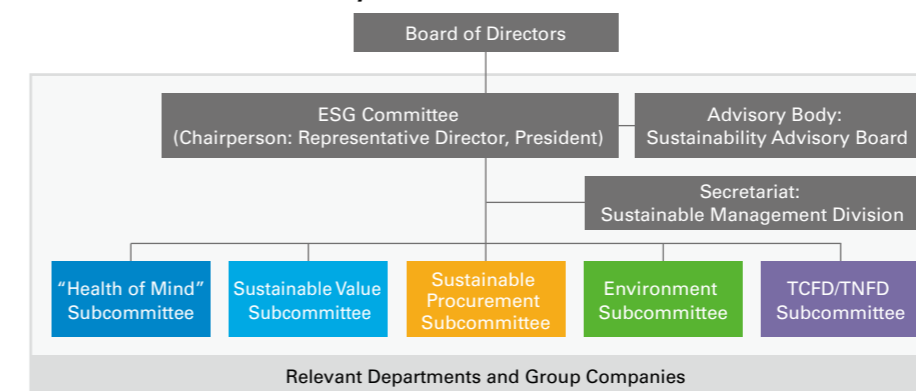 Board of Directors
ESG Committee
(Chairperson: Representative Director, President)
Advisory Body:
Sustainability Advisory Board
Secretariat:
Sustainable Management Division
“Health of Mind”
Subcommittee
Sustainable Value
Subcommittee
Sustainable
Procurement
Subcommittee
Environment
Subcommittee
TCFD/TNFD
Subcommittee
Relevant Departments and Group Companies